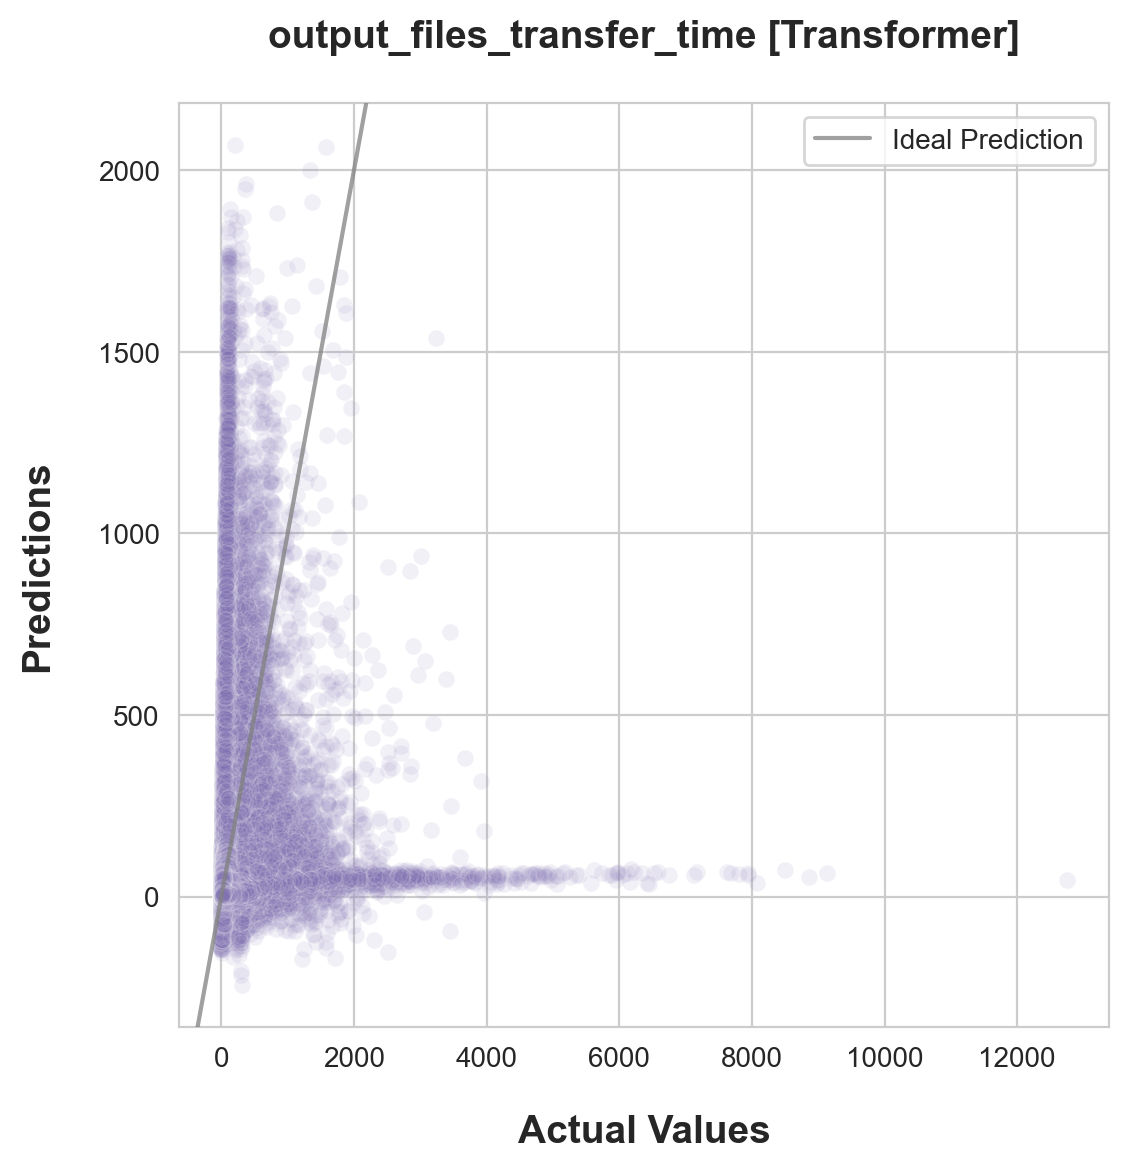 output_files_transfer_time [Transformer]
Ideal Prediction
2000
1500
1000
500
0
Predictions
0 2000 4000 6000 8000 10000 12000
Actual Values